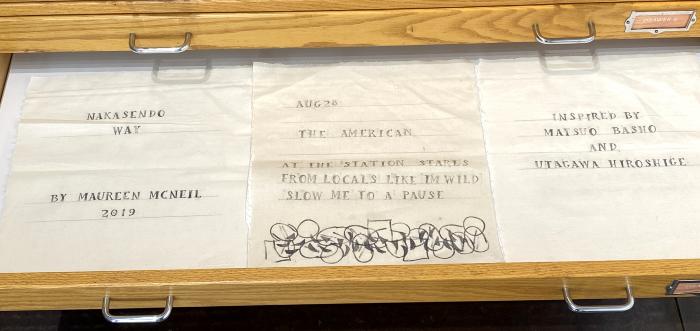 NAKASENDO
WAY
BY MAUREEN MCNEIL
2019
AUG 28
THE AMERICAN
AT THE STATION STARES
FROM LOCALS LIKE IM WILD
SLOW ME TO A PAUSE
INSPIRED BY
MATSUO BASHO
AND
UTAGAWA HIROSHIGE